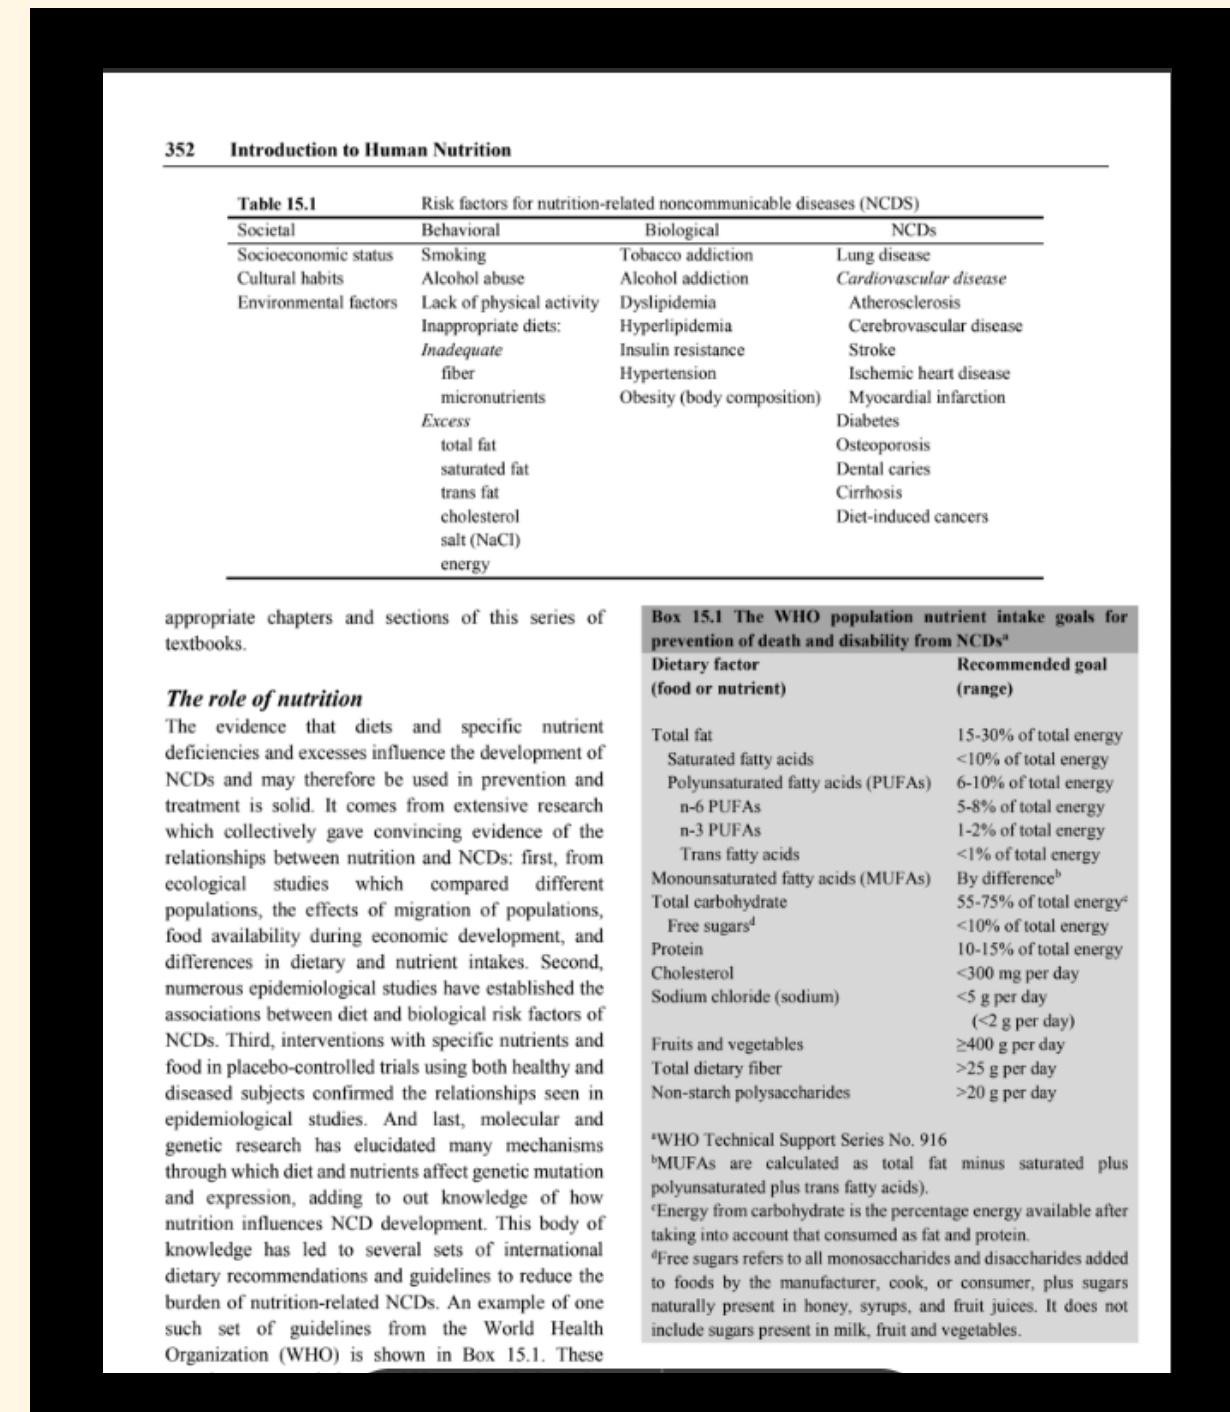 352 Introduction to Human Nutrition
Table 15.1 Risk factors for nutrition-related noncommunicable diseases (NCDS)
Societal Behavioral Biological NCDs
Socioeconomic status Smoking Tobacco addiction Lung disease
Cultural habits Alcohol abuse Alcohol addiction Cardiovascular disease
Environmental factors Lack of physical activity Dyslipidemia Atherosclerosis
Inappropriate diets: Hyperlipidemia Cerebrovascular disease
Inadequate Insulin resistance Stroke
fiber Hypertension Ischemic heart disease
micronutrients Obesity (body composition) Myocardial infarction
Excess Diabetes
total fat Osteoporosis
saturated fat Dental caries
trans fat Cirrhosis
cholesterol Diet-induced cancers
salt (NaCl)
energy
appropriate chapters and sections of this series of
textbooks.
The role of nutrition
The evidence that diets and specific nutrient
deficiencies and excesses influence the development of
NCDs and may therefore be used in prevention and
treatment is solid. It comes from extensive research
which collectively gave convincing evidence of the
relationships between nutrition and NCDs: first, from
ecological studies which compared different
populations, the effects of migration of populations,
food availability during economic development, and
differences in dietary and nutrient intakes. Second,
numerous epidemiological studies have established the
associations between diet and biological risk factors of
NCDs. Third, interventions with specific nutrients and
food in placebo-controlled trials using both healthy and
diseased subjects confirmed the relationships seen in
epidemiological studies. And last, molecular and
genetic research has elucidated many mechanisms
through which diet and nutrients affect genetic mutation
and expression, adding to out knowledge of how
nutrition influences NCD development. This body of
knowledge has led to several sets of international
dietary recommendations and guidelines to reduce the
burden of nutrition-related NCDs. An example of one
such set of guidelines from the World Health
Organization (WHO) is shown in Box 15.1. These
Box 15.1 The WHO population nutrient intake goals for
prevention of death and disability from NCDsᵃ
Dietary factor Recommended goal
(food or nutrient) (range)
Total fat 15-30% of total energy
Saturated fatty acids <10% of total energy
Polyunsaturated fatty acids (PUFAs) 6-10% of total energy
n-6 PUFAs 5-8% of total energy
n-3 PUFAs 1-2% of total energy
Trans fatty acids <1% of total energy
Monounsaturated fatty acids (MUFAs) By differenceᵇ
Total carbohydrate 55-75% of total energyᶜ
Free sugarsᵈ <10% of total energy
Protein 10-15% of total energy
Cholesterol <300 mg per day
Sodium chloride (sodium) <5 g per day
(<2 g per day)
Fruits and vegetables ≥400 g per day
Total dietary fiber >25 g per day
Non-starch polysaccharides >20 g per day
ᵃWHO Technical Support Series No. 916
ᵇMUFAs are calculated as total fat minus saturated plus
polyunsaturated plus trans fatty acids).
ᶜEnergy from carbohydrate is the percentage energy available after
taking into account that consumed as fat and protein.
ᵈFree sugars refers to all monosaccharides and disaccharides added
to foods by the manufacturer, cook, or consumer, plus sugars
naturally present in honey, syrups, and fruit juices. It does not
include sugars present in milk, fruit and vegetables.